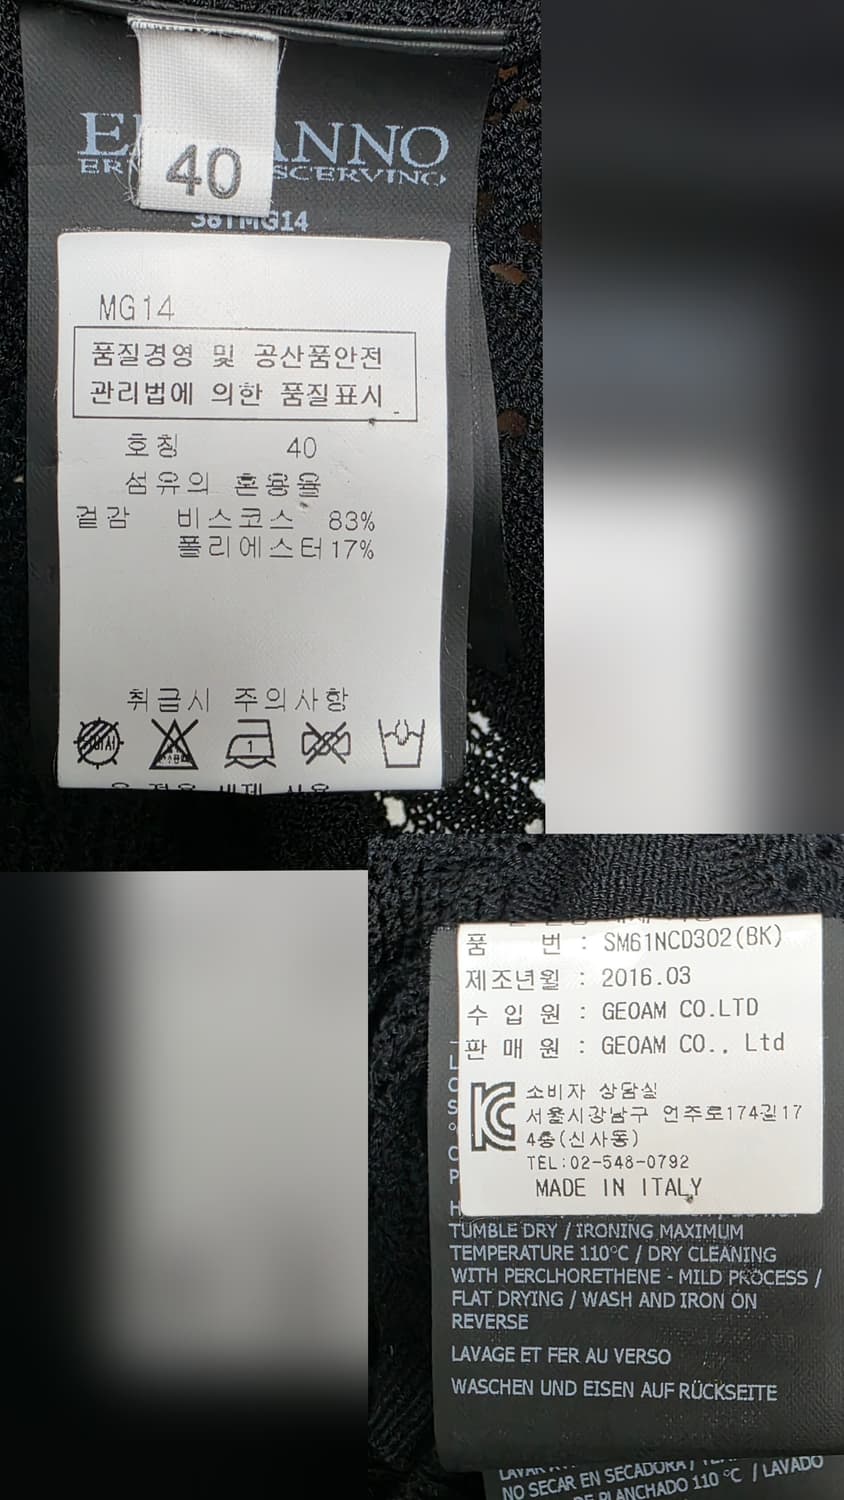 40
38TMG14
MG14
품질경영 및 공산품안전
관리법에 의한 품질표시
호칭 40
섬유의 혼용율
겉감 비스코스 83%
폴리에스터 17%
취급시 주의사항
1
품 번 : SM61NCD302(BK)
제조년월 : 2016.03
수 입 원 : GEOAM CO.LTD
판 매 원 : GEOAM CO., Ltd
소비자 상담실
서울시강남구 언주로174길17
4층(신사동)
TEL:02-548-0792
MADE IN ITALY
TUMBLE DRY / IRONING MAXIMUM
TEMPERATURE 110°C / DRY CLEANING
WITH PERCLHORETHENE - MILD PROCESS /
FLAT DRYING / WASH AND IRON ON
REVERSE
LAVAGE ET FER AU VERSO
WASCHEN UND EISEN AUF RÜCKSEITE
NO SECAR EN SECADORA /
DE PLANCHADO 110 °C / LAVADO